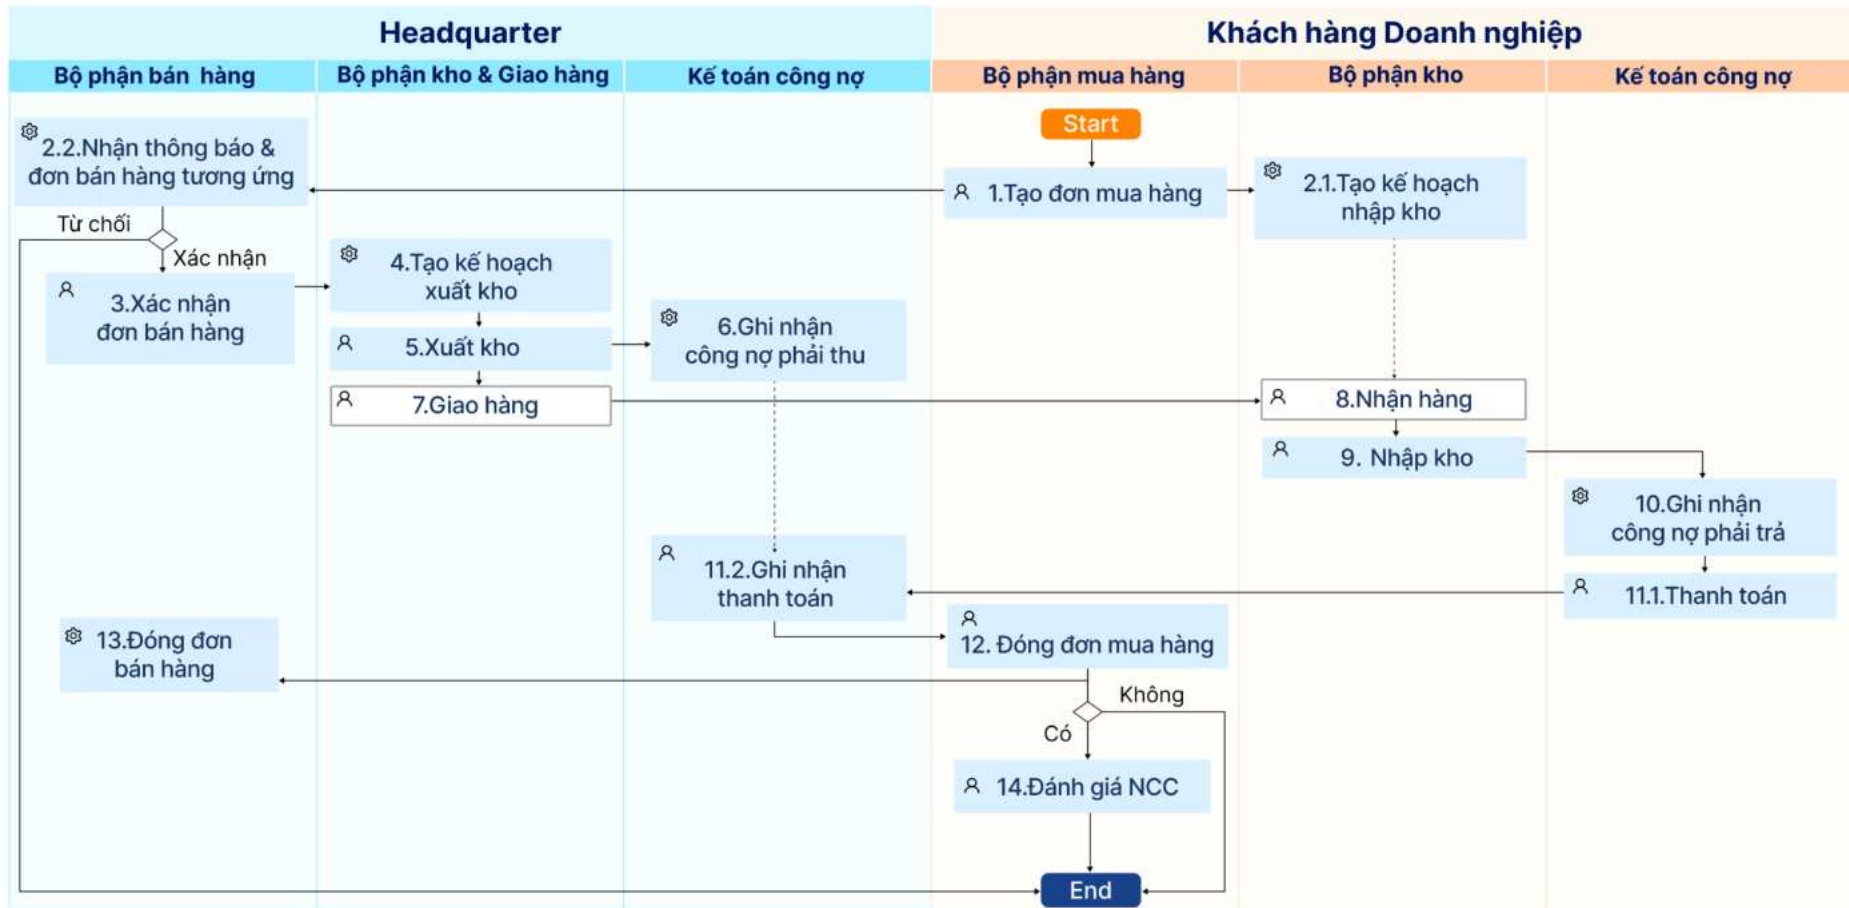 Headquarter
Khách hàng Doanh nghiệp
Bộ phận bán hàng
Bộ phận kho & Giao hàng
Kế toán công nợ
Bộ phận mua hàng
Bộ phận kho
Kế toán công nợ
Start
2.2.Nhận thông báo &
đơn bán hàng tương ứng
1.Tạo đơn mua hàng
2.1.Tạo kế hoạch
nhập kho
Từ chối
Xác nhận
3.Xác nhận
đơn bán hàng
4.Tạo kế hoạch
xuất kho
5.Xuất kho
6.Ghi nhận
công nợ phải thu
7.Giao hàng
8.Nhận hàng
9. Nhập kho
10.Ghi nhận
công nợ phải trả
11.1.Thanh toán
11.2.Ghi nhận
thanh toán
12. Đóng đơn mua hàng
13.Đóng đơn
bán hàng
Không
Có
14.Đánh giá NCC
End